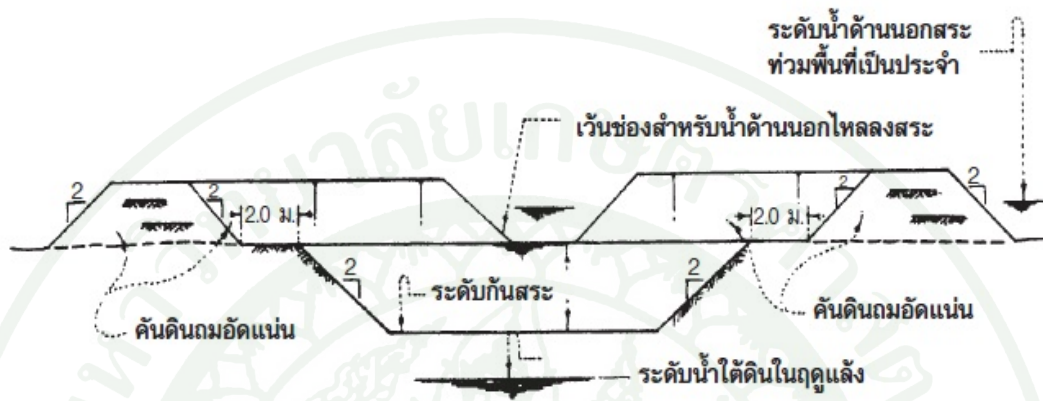 ระดับน้ำด้านนอกสระ
ท่วมพื้นที่เป็นประจำ
เว้นช่องสำหรับน้ำด้านนอกไหลลงสระ
2
2
2
2
2.0 ม.
2.0 ม.
2
2
ระดับก้นสระ
คันดินถมอัดแน่น
คันดินถมอัดแน่น
ระดับน้ำใต้ดินในฤดูแล้ง